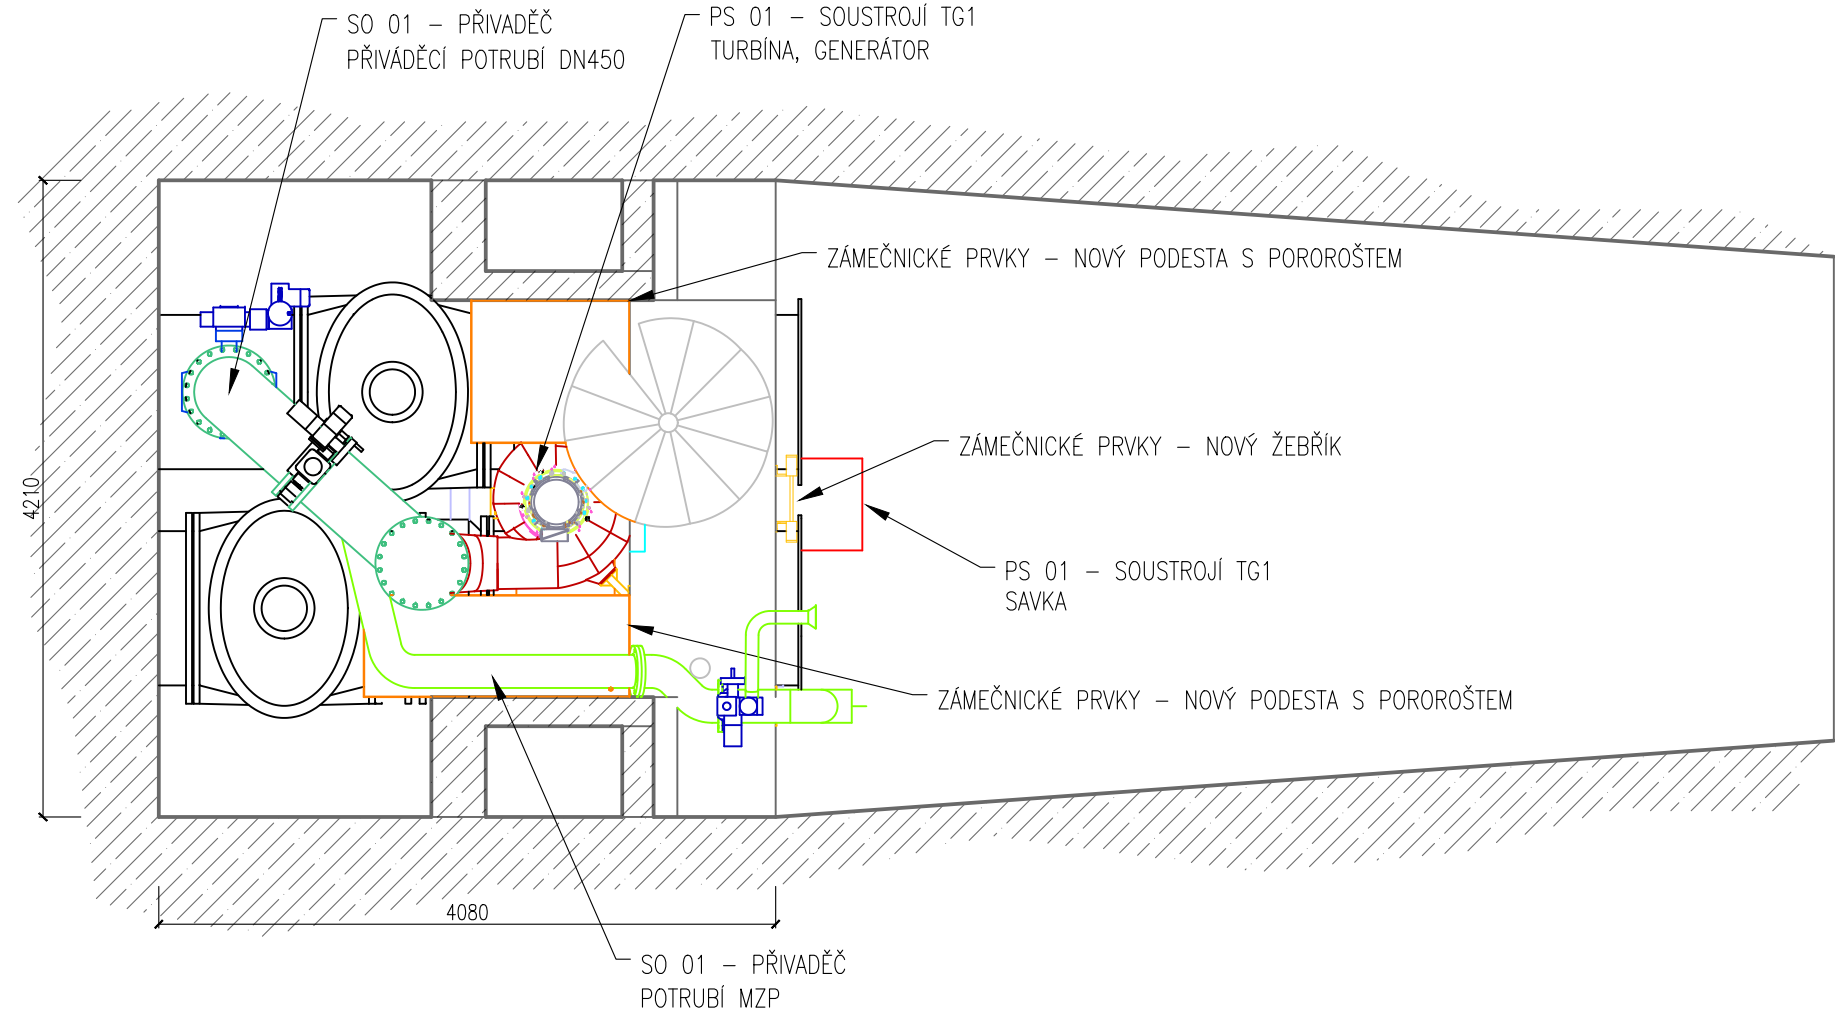 SO 01 – PŘIVADĚČ
PŘIVÁDĚCÍ POTRUBÍ DN450
PS 01 – SOUSTROJÍ TG1
TURBÍNA, GENERÁTOR
ZÁMEČNICKÉ PRVKY – NOVÝ PODESTA S POROROŠTEM
ZÁMEČNICKÉ PRVKY – NOVÝ ŽEBŘÍK
4210
PS 01 – SOUSTROJÍ TG1
SAVKA
ZÁMEČNICKÉ PRVKY – NOVÝ PODESTA S POROROŠTEM
4080
SO 01 – PŘIVADĚČ
POTRUBÍ MZP